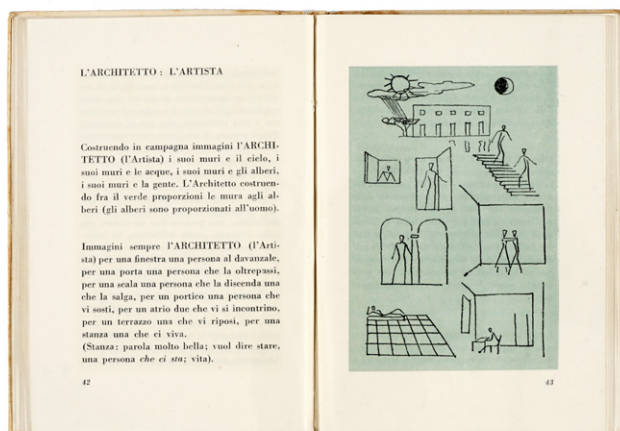 L'ARCHITETTO: L'ARTISTA
Costruendo in campagna immagini l'ARCHI-
TETTO (l'Artista) i suoi muri e il cielo, i
suoi muri e le acque, i suoi muri e gli alberi,
i suoi muri e la gente. L'Architetto costruen-
do fra il verde proporzioni le mura agli al-
beri (gli alberi sono proporzionati all'uomo).
Immagini sempre l'ARCHITETTO (l'Arti-
sta) per una finestra una persona al davanzale,
per una porta una persona che la oltrepassi,
per una scala una persona che la discenda una
che la salga, per un portico una persona che
vi sosti, per un atrio due che vi si incontrino,
per un terrazzo una che vi riposi, per una
stanza una che ci viva.
(Stanza: parola molto bella; vuol dire stare,
una persona che ci sta; vita).
42
43